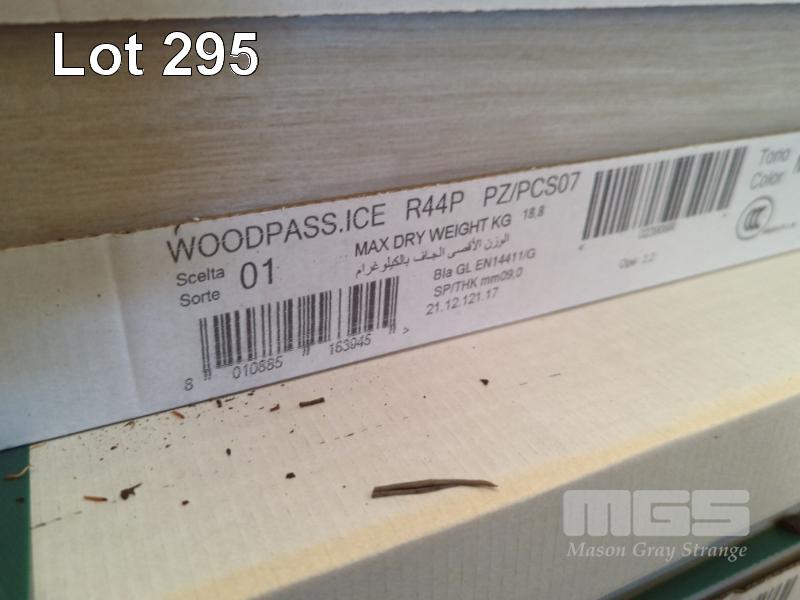 Lot 295
WOODPASS.ICE R44P PZ/PCS07
Tono
Color
Scelta
Sorte 01
MAX DRY WEIGHT KG 18,8
الوزن الأقصى الجاف بالكيلوغرام
BIa GL EN14411/G
SP/THK mm09,0
21.12.121.17
8 010885 163945 >
CCC
MGS
Mason Gray Strange